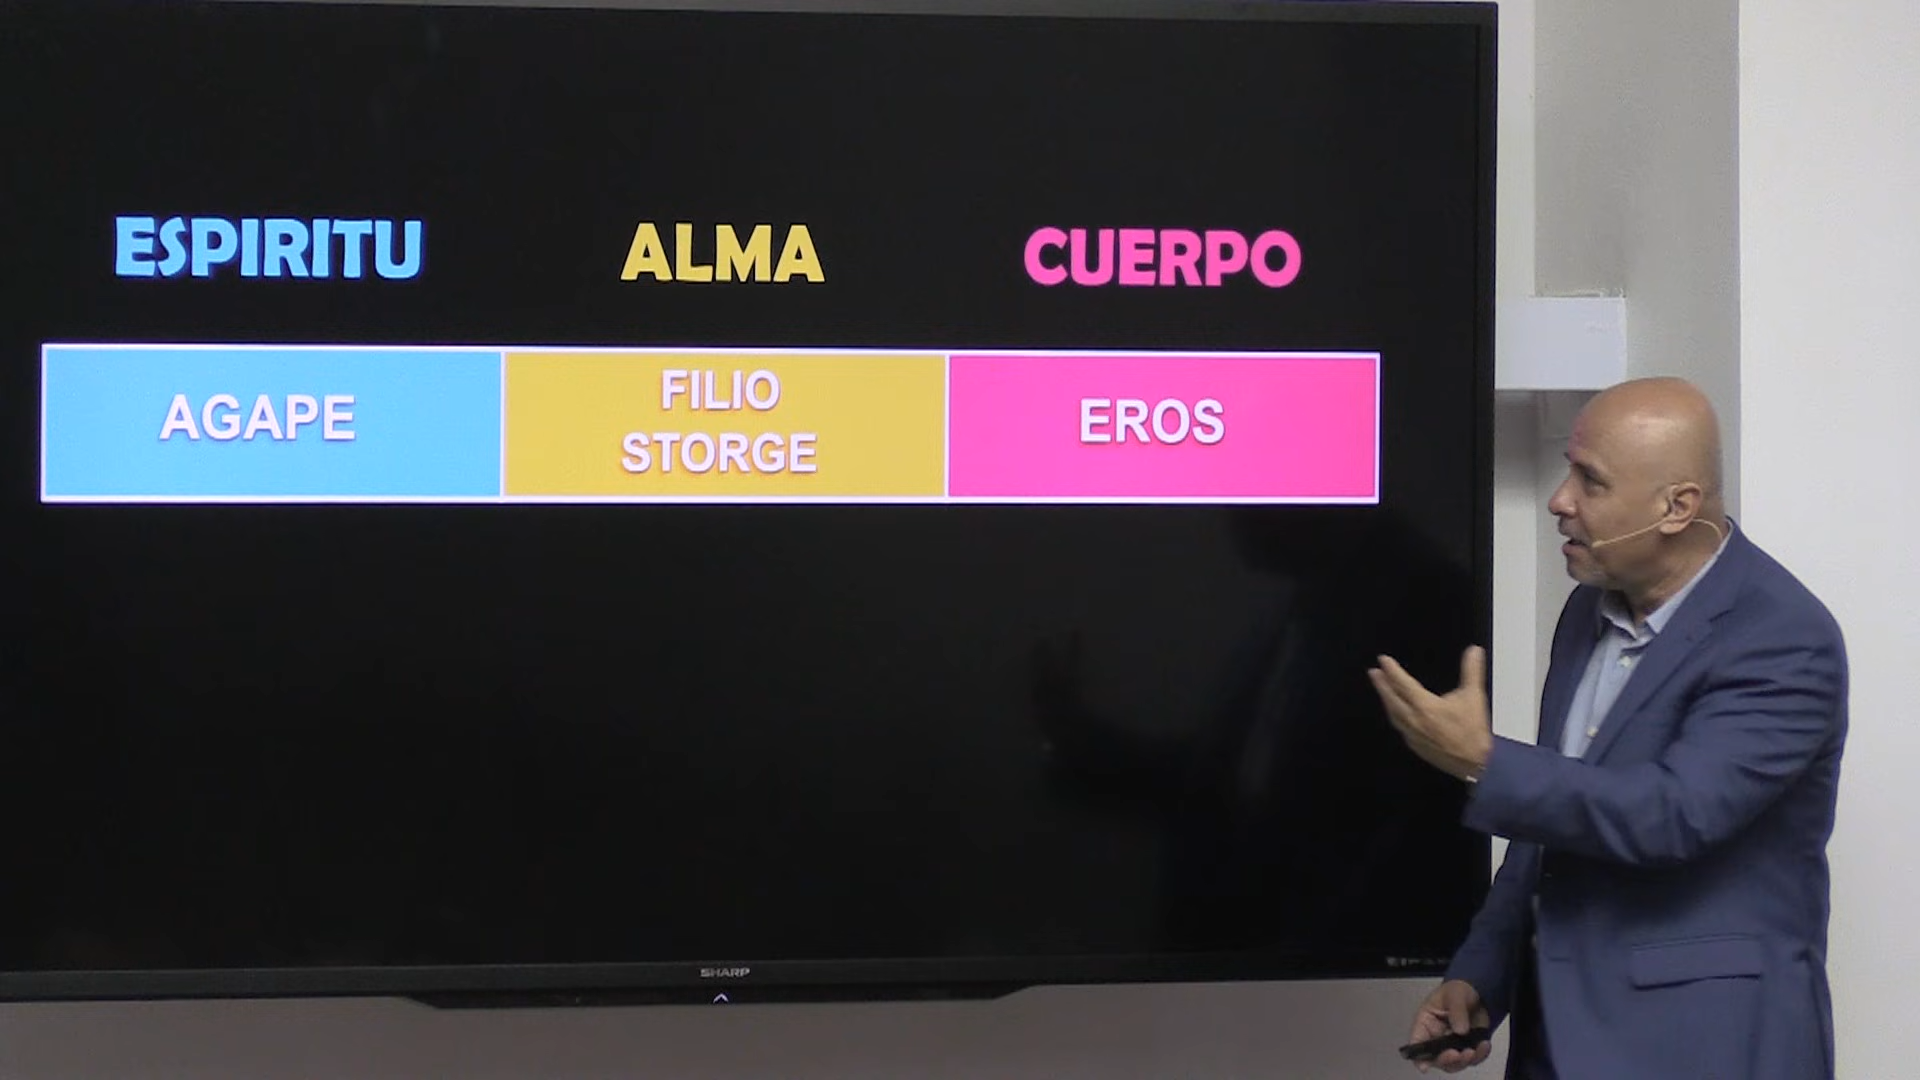 ESPIRITU
ALMA
CUERPO
AGAPE
FILIO
STORGE
EROS
SHARP